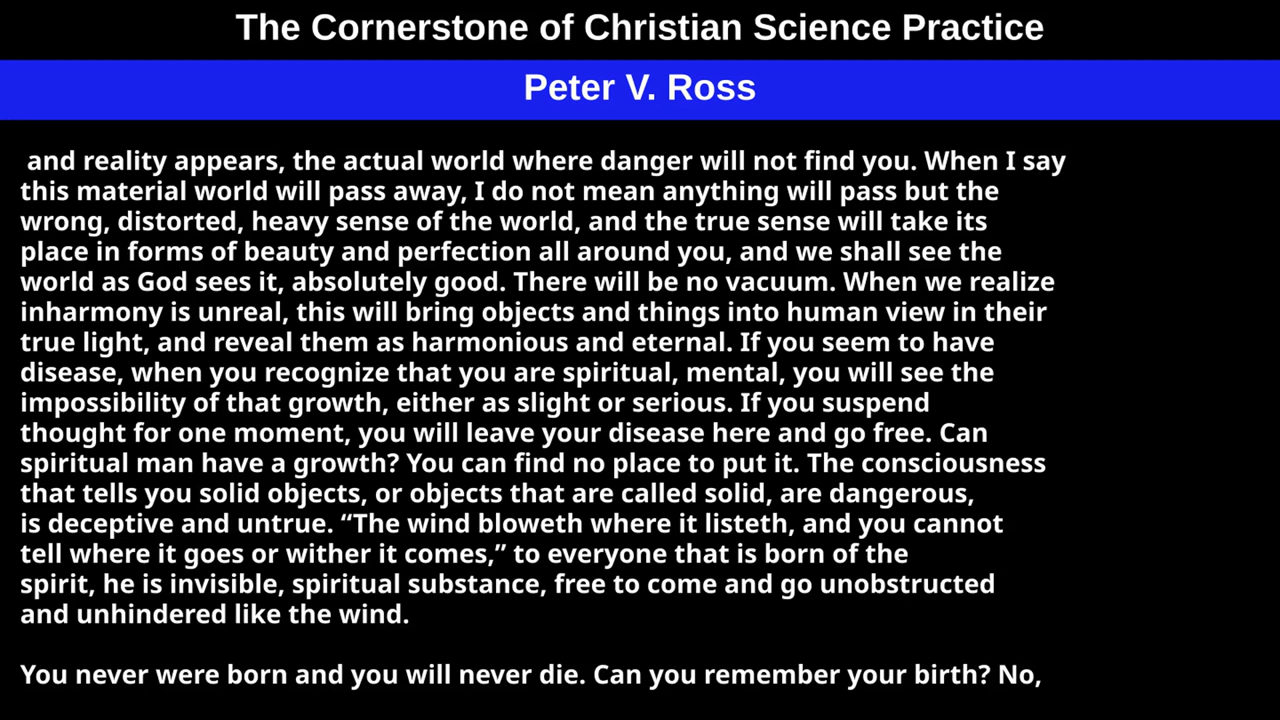 The Cornerstone of Christian Science Practice
Peter V. Ross
and reality appears, the actual world where danger will not find you. When I say
this material world will pass away, I do not mean anything will pass but the
wrong, distorted, heavy sense of the world, and the true sense will take its
place in forms of beauty and perfection all around you, and we shall see the
world as God sees it, absolutely good. There will be no vacuum. When we realize
inharmony is unreal, this will bring objects and things into human view in their
true light, and reveal them as harmonious and eternal. If you seem to have
disease, when you recognize that you are spiritual, mental, you will see the
impossibility of that growth, either as slight or serious. If you suspend
thought for one moment, you will leave your disease here and go free. Can
spiritual man have a growth? You can find no place to put it. The consciousness
that tells you solid objects, or objects that are called solid, are dangerous,
is deceptive and untrue. “The wind bloweth where it listeth, and you cannot
tell where it goes or wither it comes,” to everyone that is born of the
spirit, he is invisible, spiritual substance, free to come and go unobstructed
and unhindered like the wind.
You never were born and you will never die. Can you remember your birth? No,